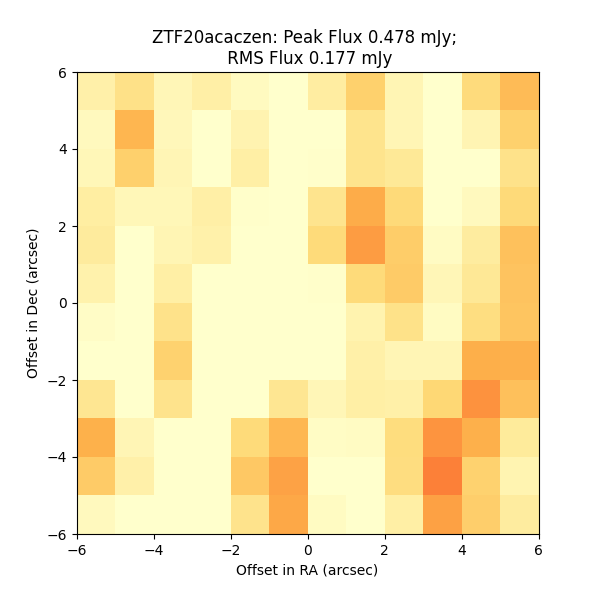 ZTF20acaczen: Peak Flux 0.478 mJy;
RMS Flux 0.177 mJy
6
4
2
0
−2
−4
−6
Offset in Dec (arcsec)
−6 −4 −2 0 2 4 6
Offset in RA (arcsec)